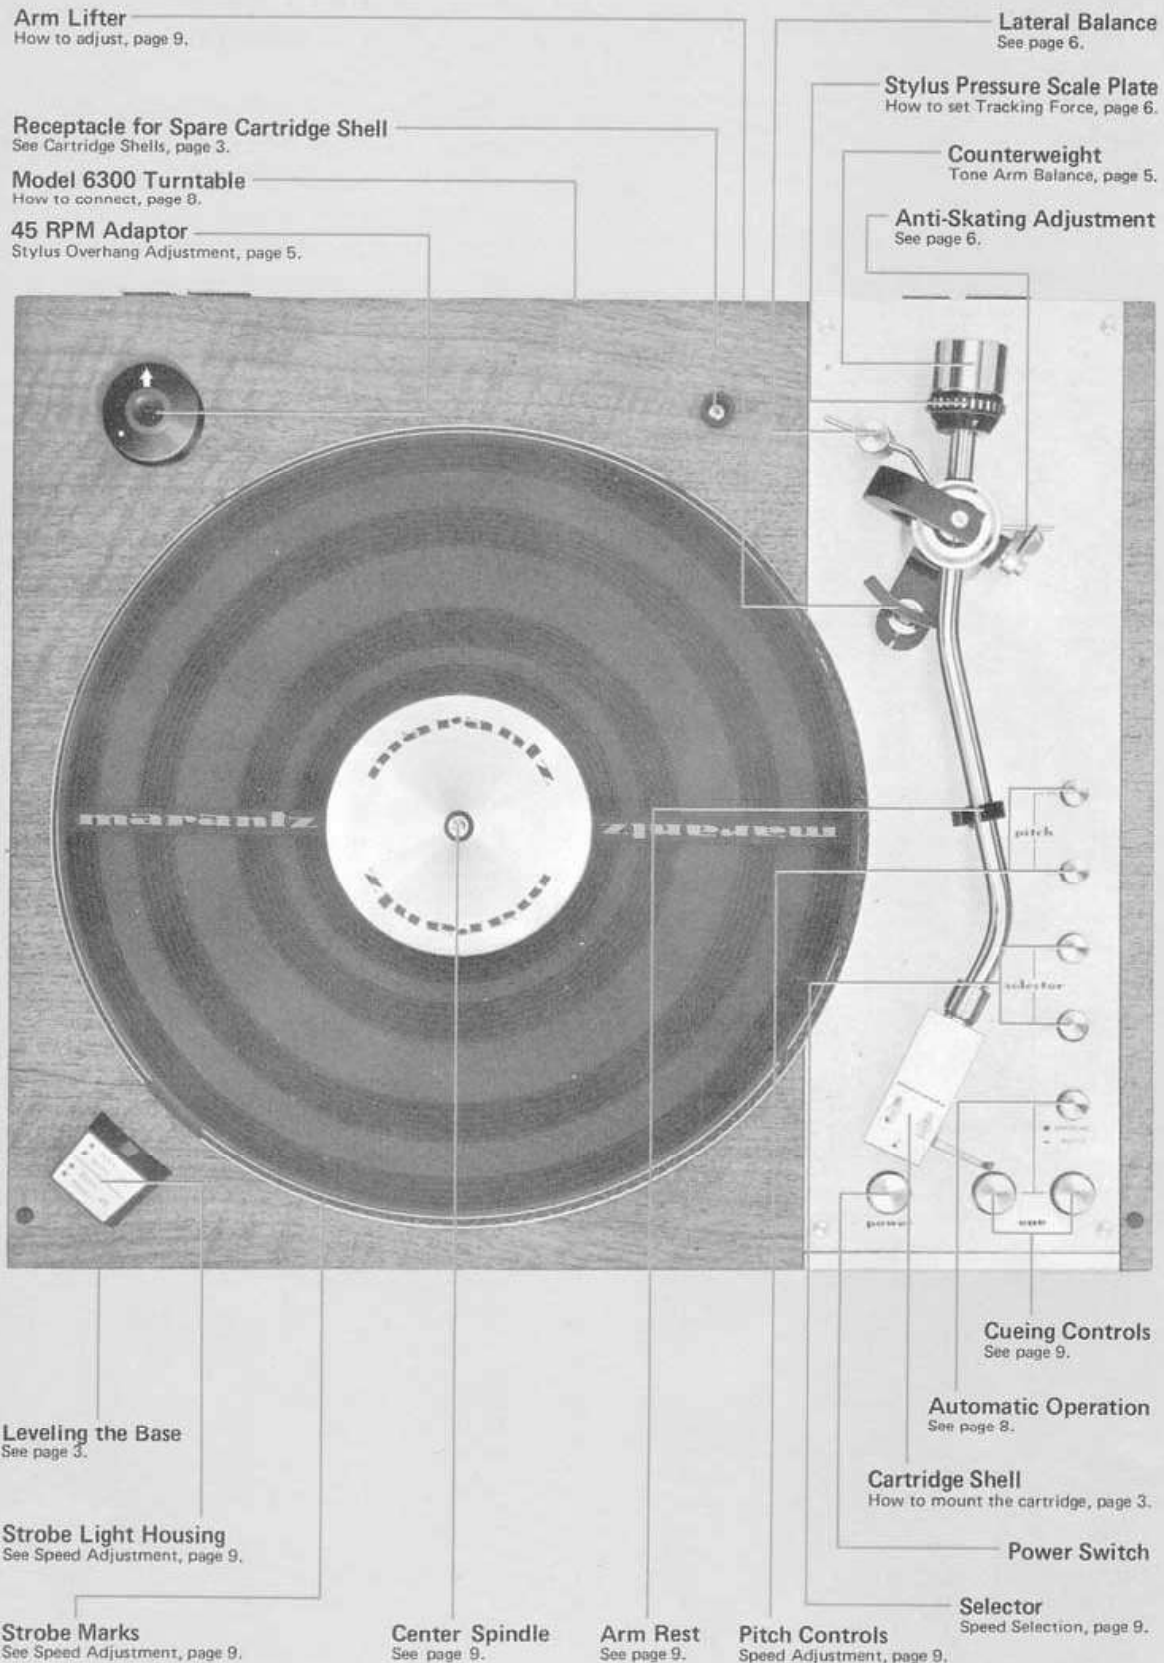 Arm Lifter
How to adjust, page 9.
Lateral Balance
See page 6.
Stylus Pressure Scale Plate
How to set Tracking Force, page 6.
Receptacle for Spare Cartridge Shell
See Cartridge Shells, page 3.
Counterweight
Tone Arm Balance, page 5.
Model 6300 Turntable
How to connect, page 8.
Anti-Skating Adjustment
See page 6.
45 RPM Adaptor
Stylus Overhang Adjustment, page 5.
marantz
marantz
marantz
marantz
pitch
selector
power
cue
Cueing Controls
See page 9.
Automatic Operation
See page 8.
Leveling the Base
See page 3.
Cartridge Shell
How to mount the cartridge, page 3.
Strobe Light Housing
See Speed Adjustment, page 9.
Power Switch
Selector
Speed Selection, page 9.
Strobe Marks
See Speed Adjustment, page 9.
Center Spindle
See page 9.
Arm Rest
See page 9.
Pitch Controls
Speed Adjustment, page 9.